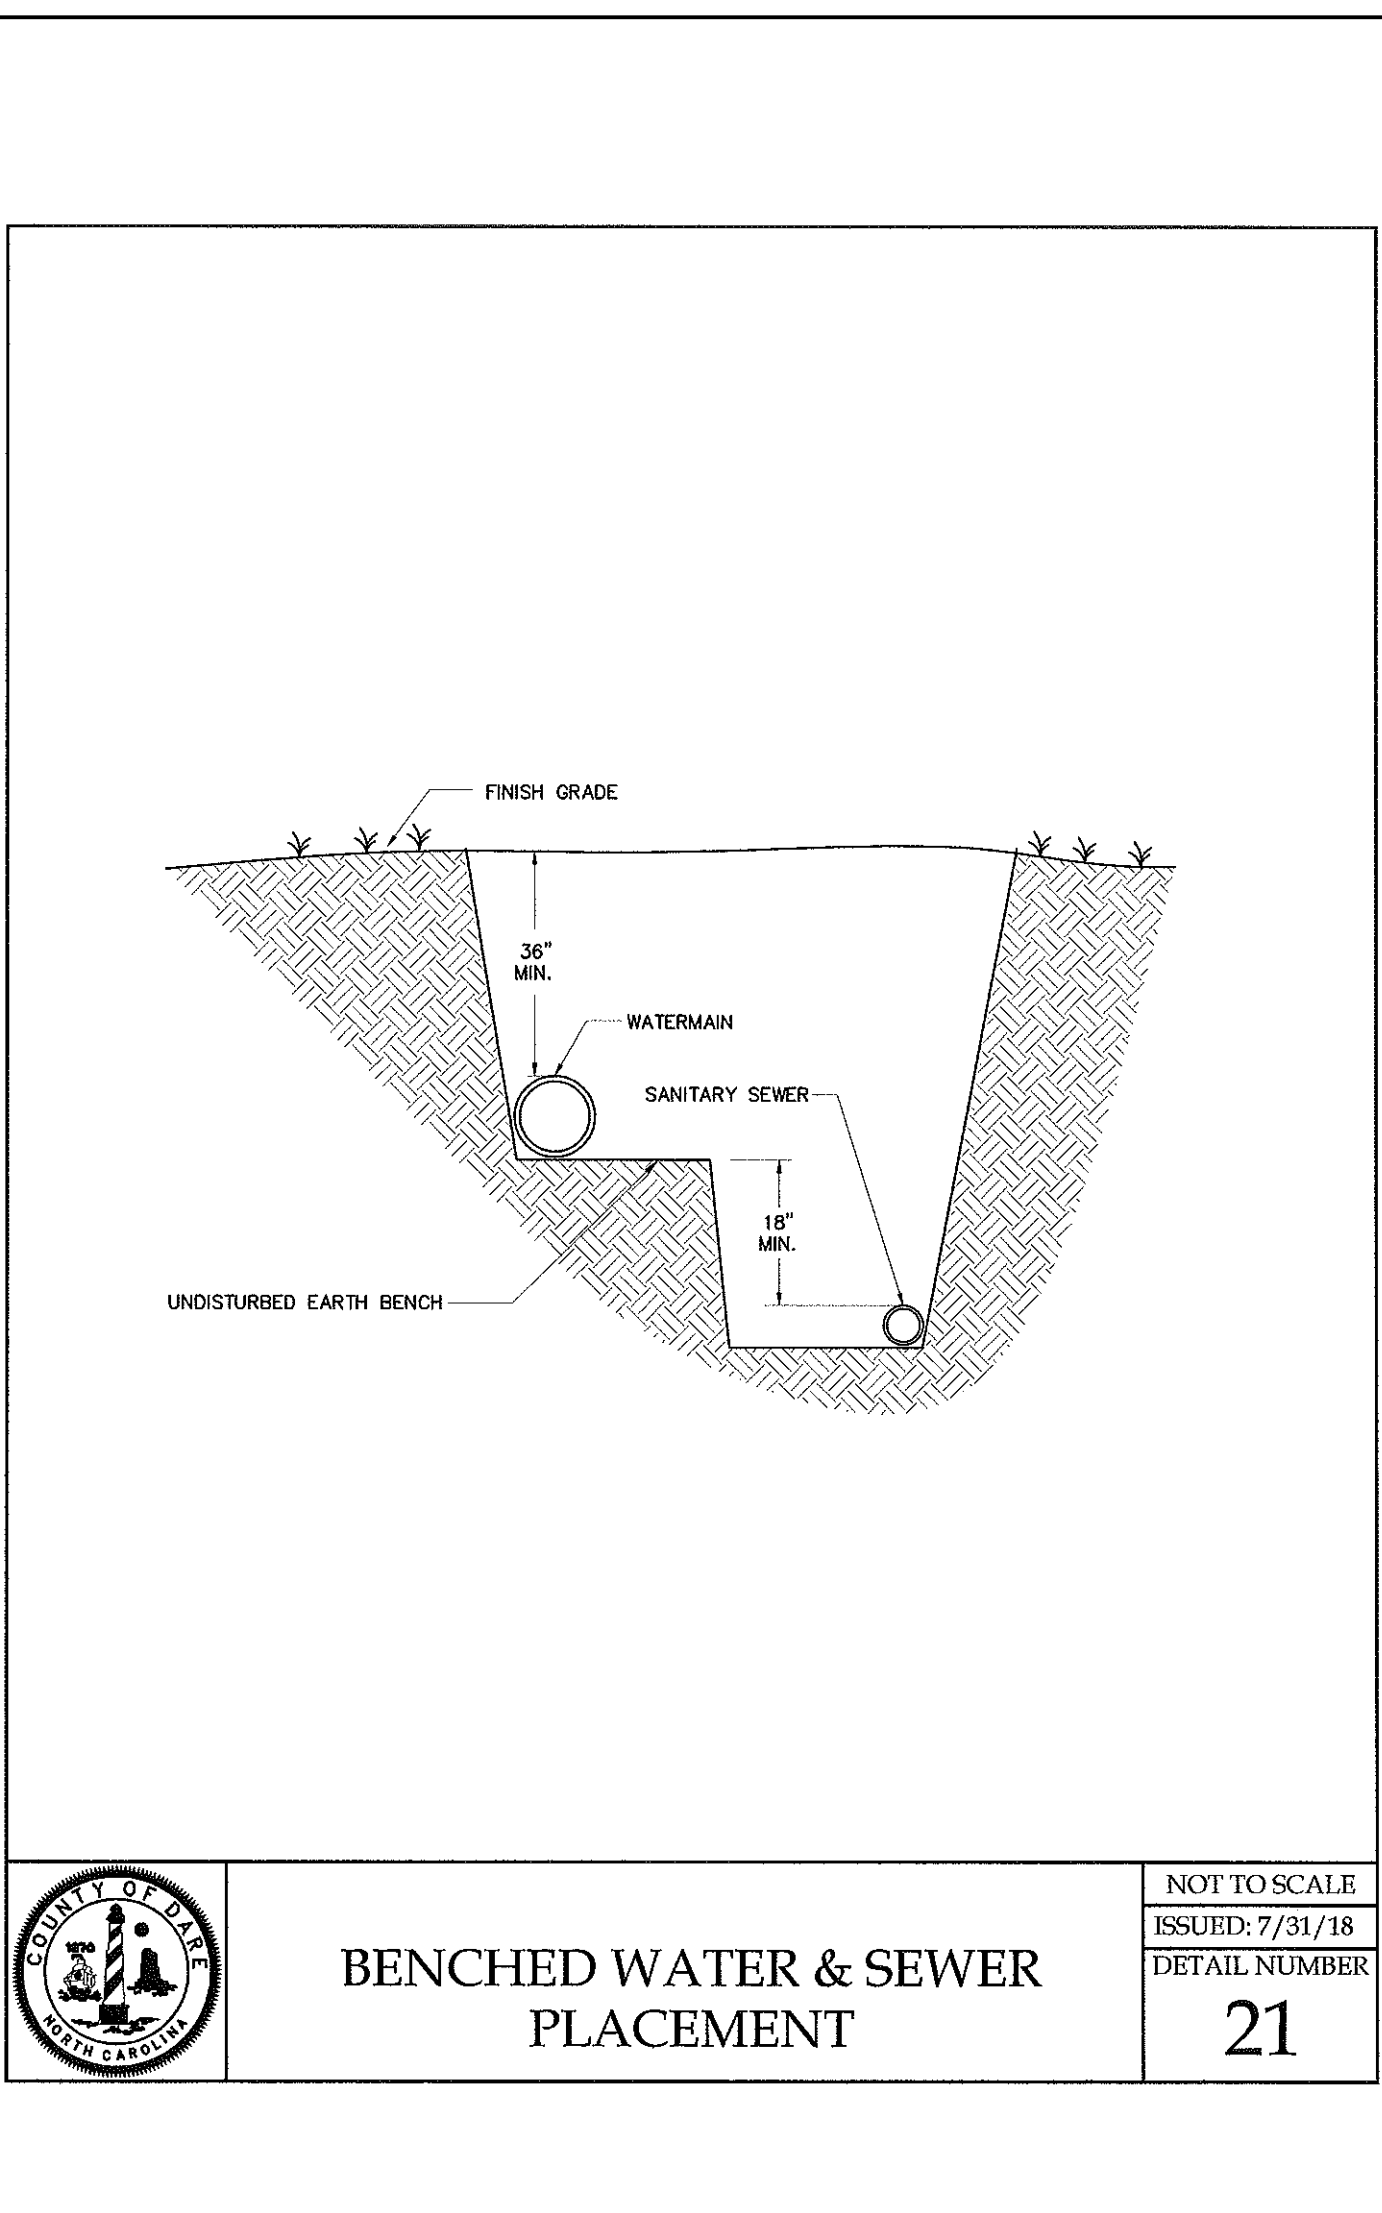 FINISH GRADE
36"
MIN.
WATERMAIN
SANITARY SEWER
18"
MIN.
UNDISTURBED EARTH BENCH
COUNTY OF DARE
1870
NORTH CAROLINA
BENCHED WATER & SEWER
PLACEMENT
NOT TO SCALE
ISSUED: 7/31/18
DETAIL NUMBER
21